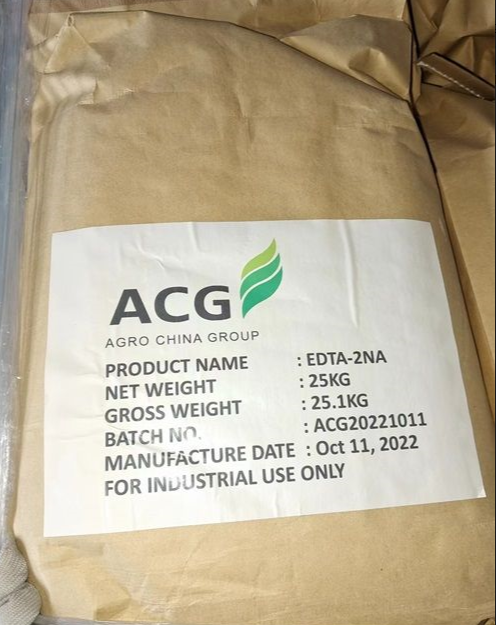 ACG
AGRO CHINA GROUP
PRODUCT NAME : EDTA-2NA
NET WEIGHT : 25KG
GROSS WEIGHT : 25.1KG
BATCH NO. : ACG20221011
MANUFACTURE DATE : Oct 11, 2022
FOR INDUSTRIAL USE ONLY